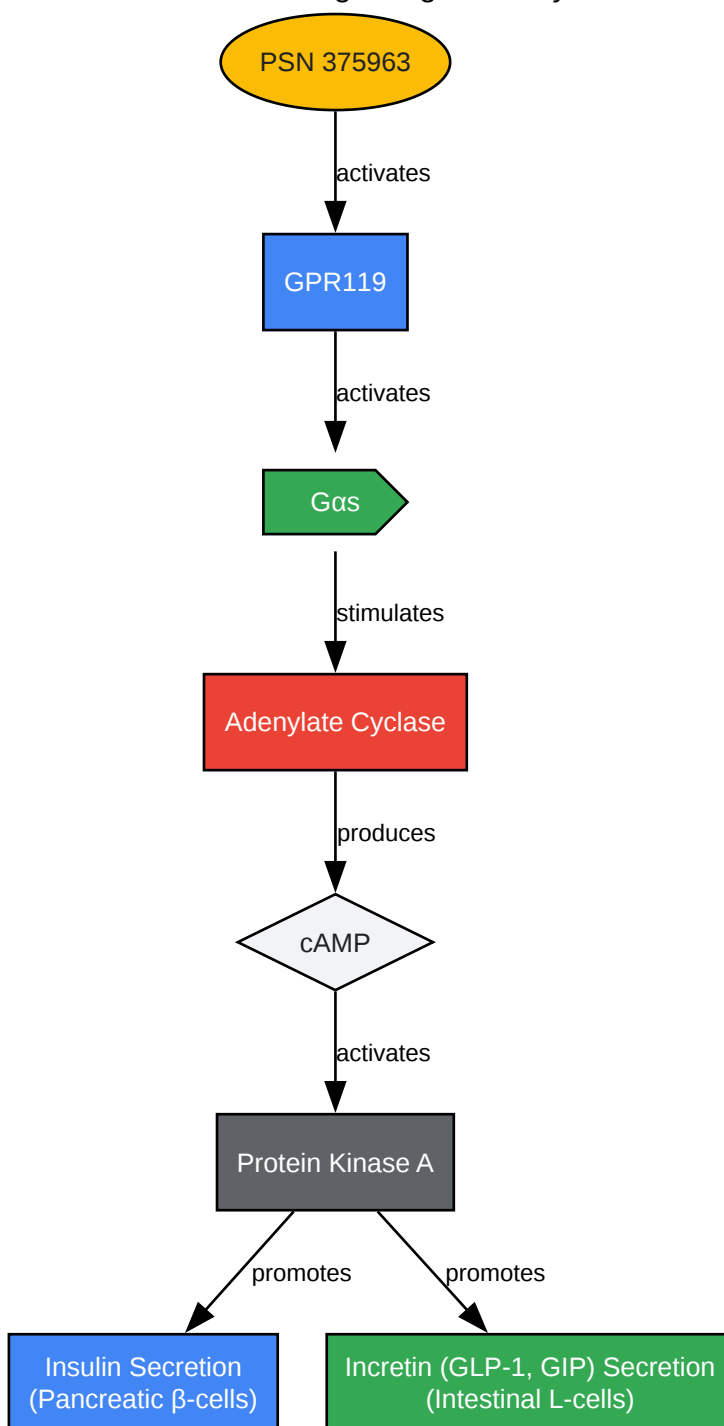 PSN 375963
activates
GPR119
activates
Gαs
stimulates
Adenylate Cyclase
produces
cAMP
activates
Protein Kinase A
promotes
promotes
Insulin Secretion
(Pancreatic β-cells)
Incretin (GLP-1, GIP) Secretion
(Intestinal L-cells)